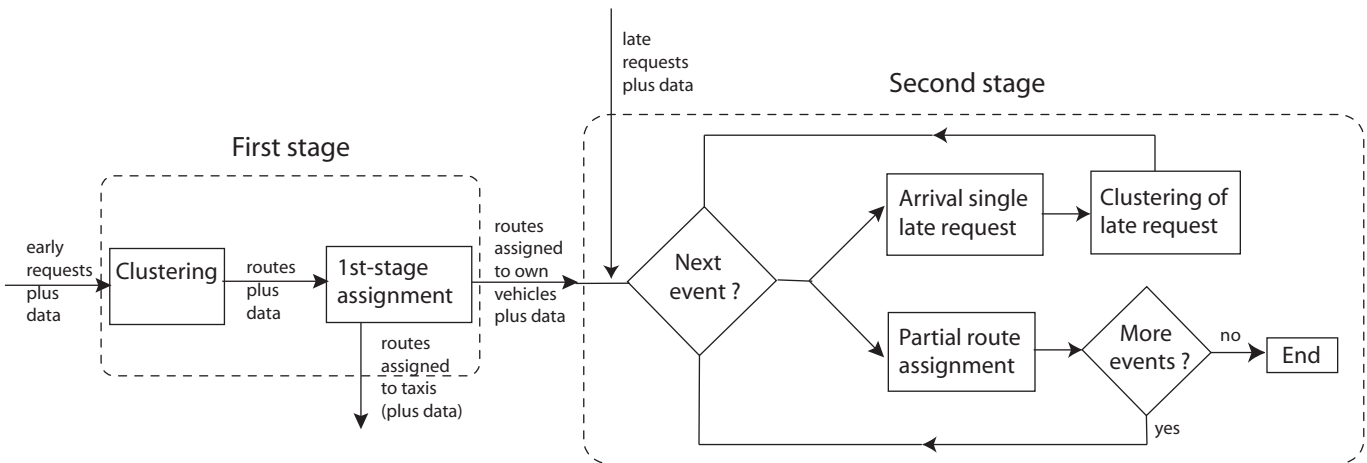 First stage
early
requests
plus
data
Clustering
routes
plus
data
1st-stage
assignment
routes
assigned
to taxis
(plus data)
routes
assigned
to own
vehicles
plus data
late
requests
plus data
Second stage
Next
event ?
Arrival single
late request
Clustering of
late request
Partial route
assignment
More
events ?
no
End
yes